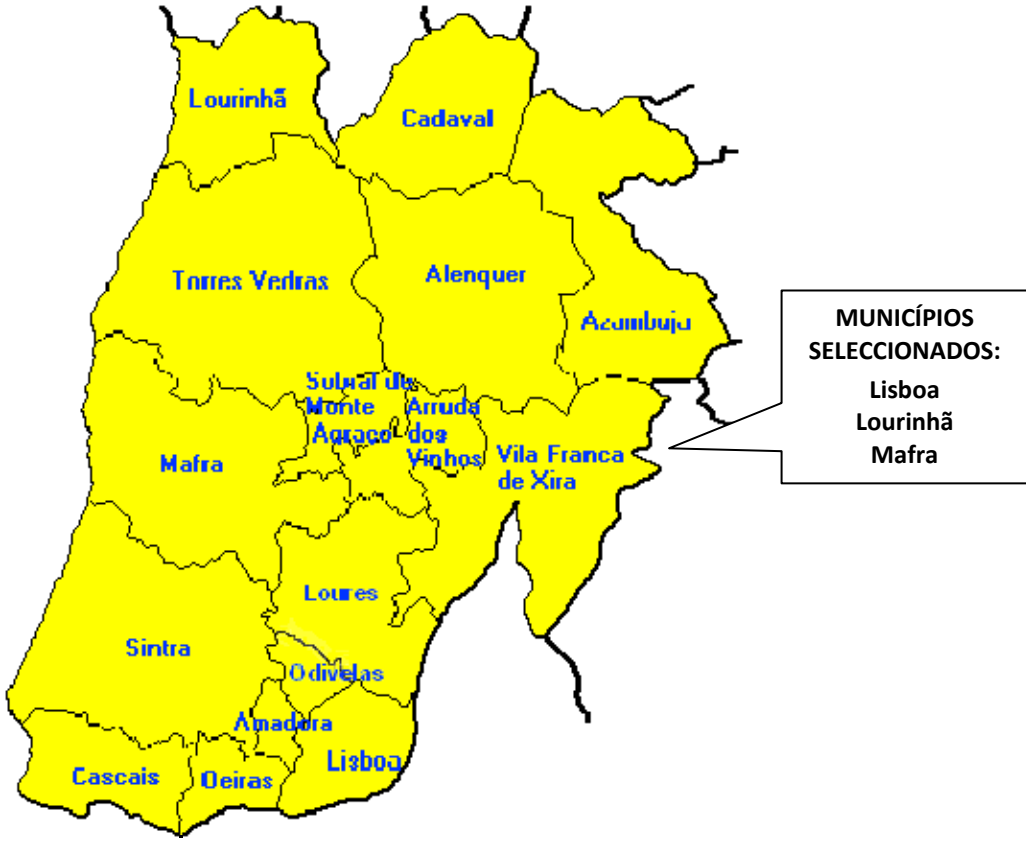 Lourinhã
Cadaval
Torres Vedras
Alenquer
Azambuja
Sobral de
Monte
Agraço
Arruda
dos
Vinhos
Mafra
Vila Franca
de Xira
Loures
Sintra
Odivelas
Amadora
Lisboa
Cascais
Oeiras
MUNICÍPIOS
SELECCIONADOS:
Lisboa
Lourinhã
Mafra